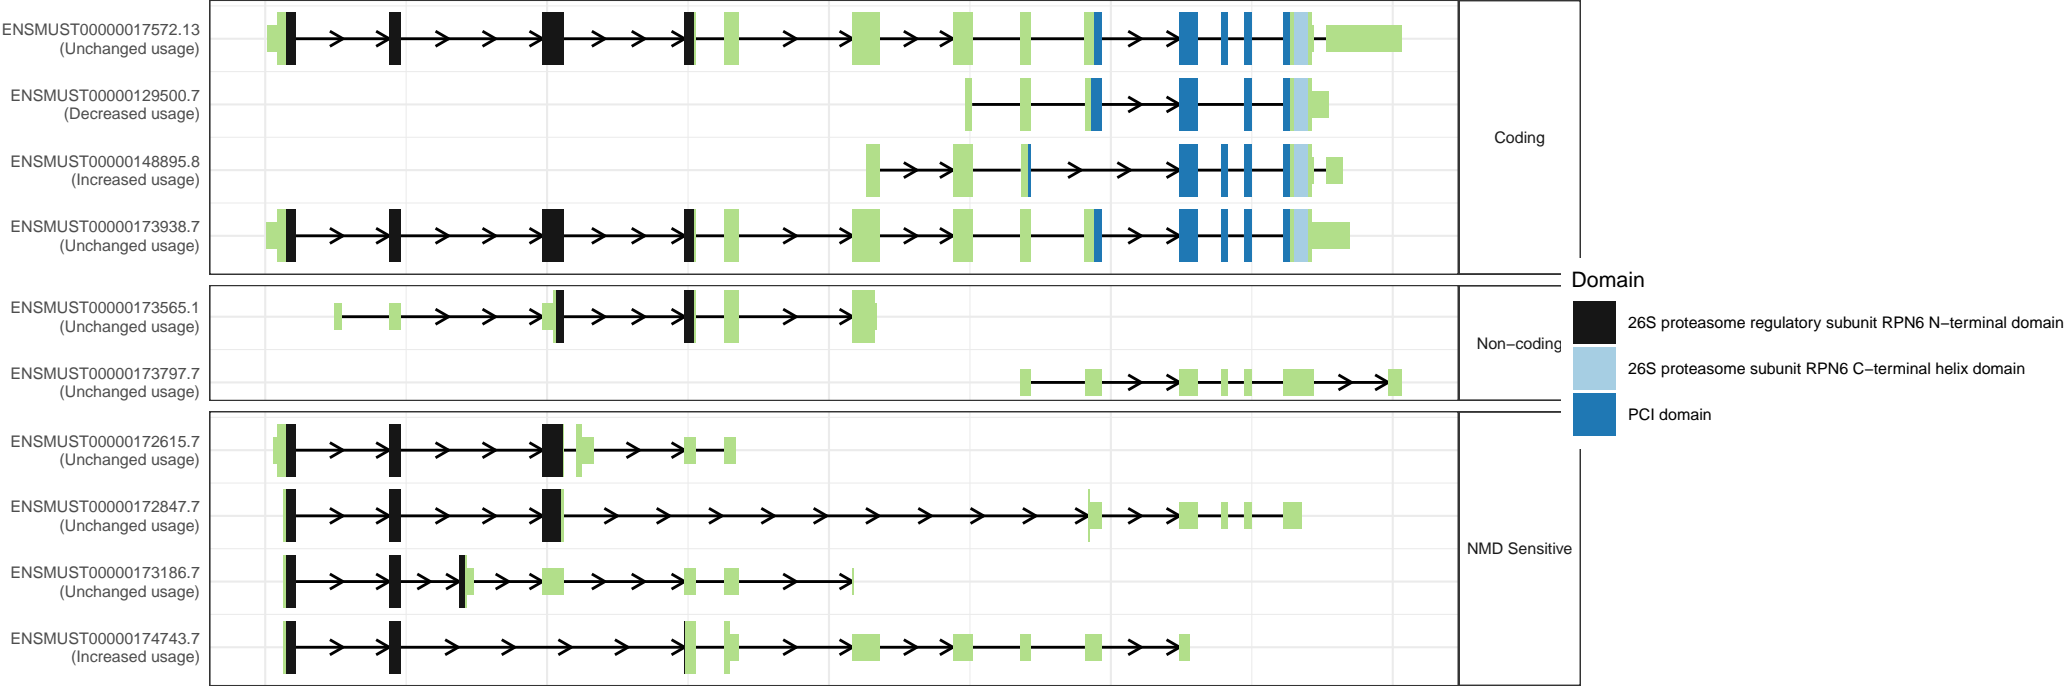 ENSMUST00000017572.13
(Unchanged usage)
ENSMUST00000129500.7
(Decreased usage)
ENSMUST00000148895.8
(Increased usage)
ENSMUST00000173938.7
(Unchanged usage)
Coding
ENSMUST00000173565.1
(Unchanged usage)
ENSMUST00000173797.7
(Unchanged usage)
Non−coding
ENSMUST00000172615.7
(Unchanged usage)
ENSMUST00000172847.7
(Unchanged usage)
ENSMUST00000173186.7
(Unchanged usage)
ENSMUST00000174743.7
(Increased usage)
NMD Sensitive
Domain
26S proteasome regulatory subunit RPN6 N−terminal domain
26S proteasome subunit RPN6 C−terminal helix domain
PCI domain